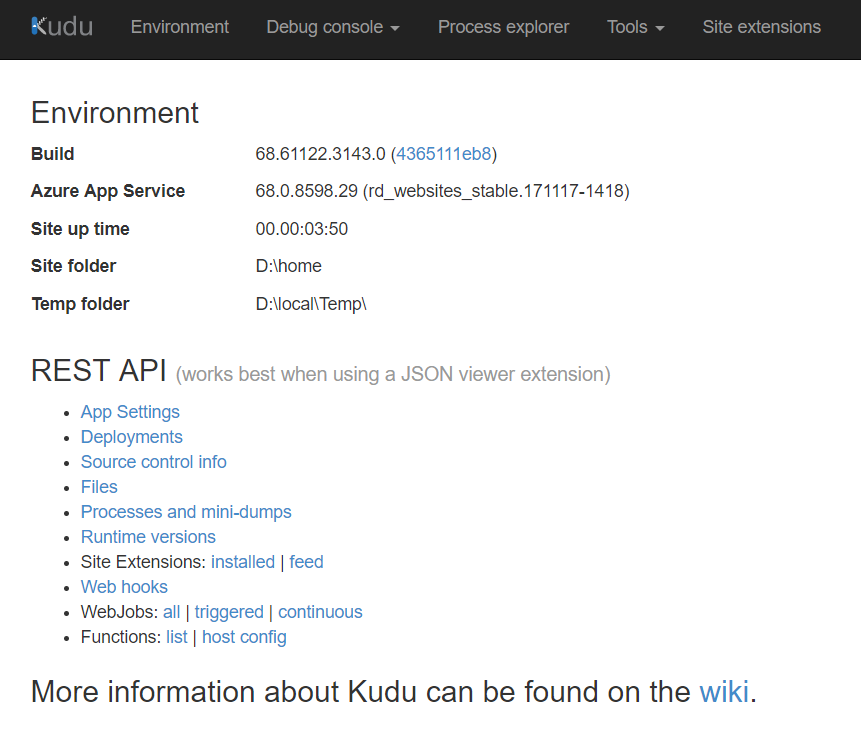 Kudu Environment Debug console Process explorer Tools Site extensions
Environment
Build 68.61122.3143.0 (4365111eb8)
Azure App Service 68.0.8598.29 (rd_websites_stable.171117-1418)
Site up time 00.00:03:50
Site folder D:\home
Temp folder D:\local\Temp\
REST API (works best when using a JSON viewer extension)
App Settings
Deployments
Source control info
Files
Processes and mini-dumps
Runtime versions
Site Extensions: installed | feed
Web hooks
WebJobs: all | triggered | continuous
Functions: list | host config
More information about Kudu can be found on the wiki.